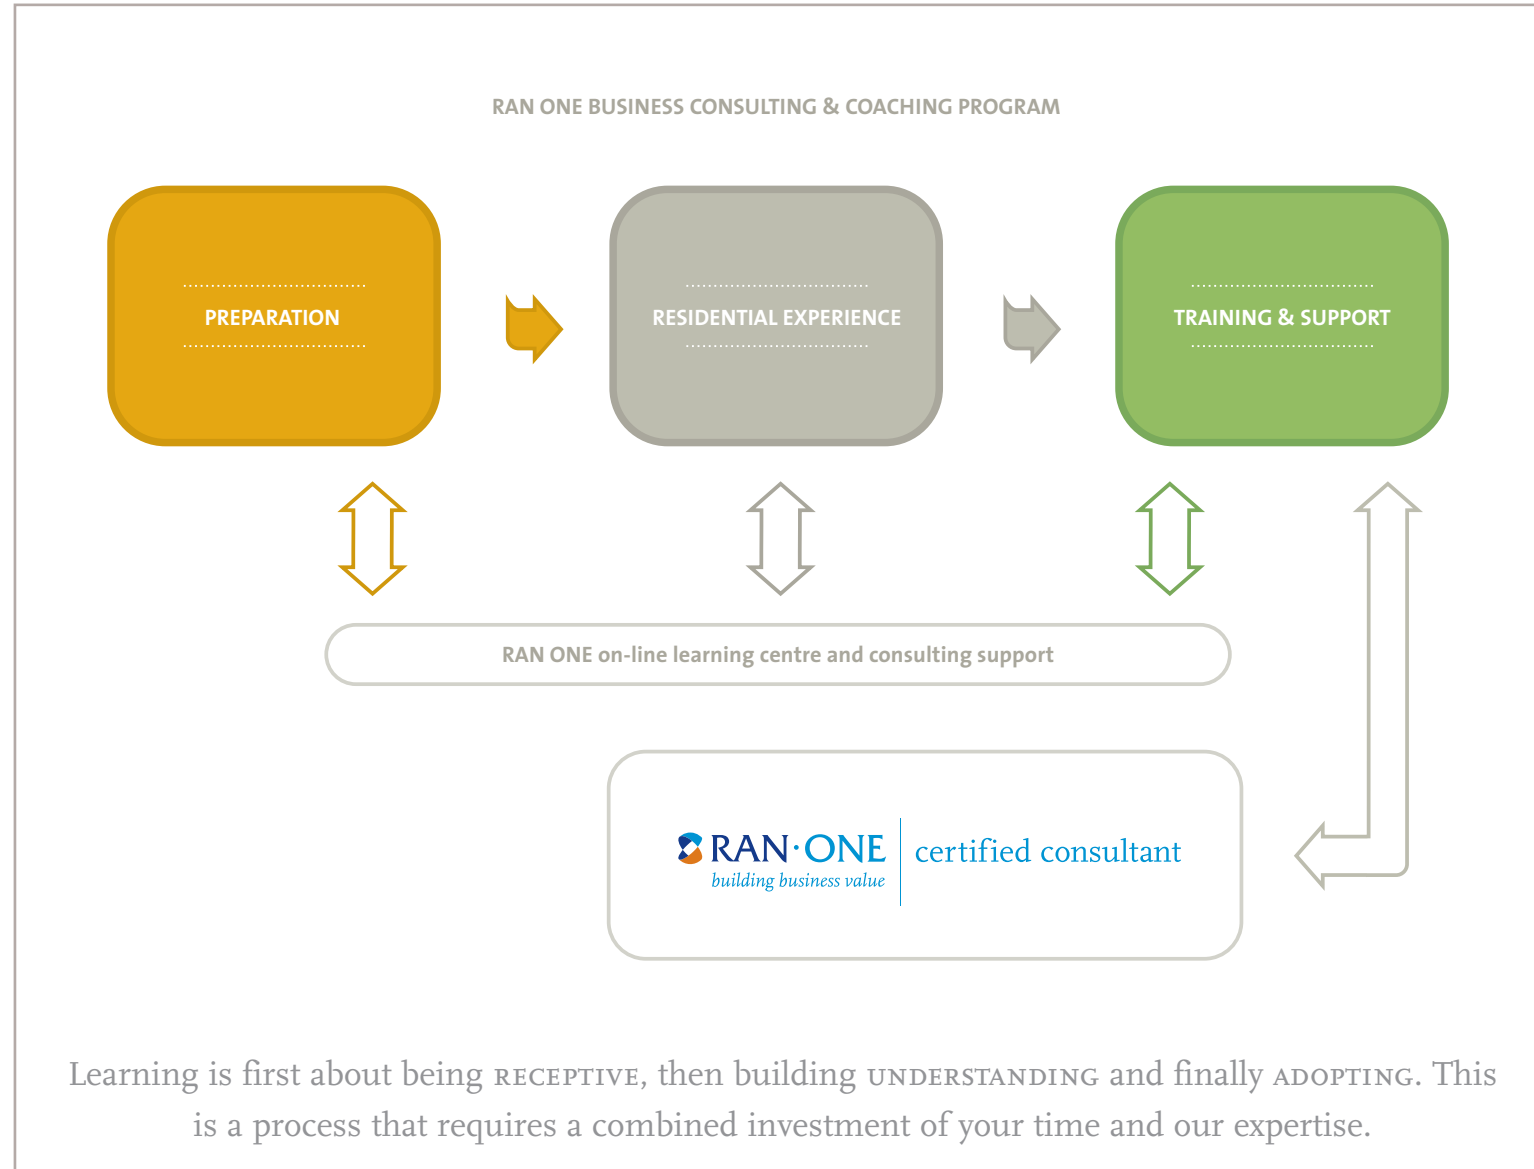 RAN ONE BUSINESS CONSULTING & COACHING PROGRAM
PREPARATION
RESIDENTIAL EXPERIENCE
TRAINING & SUPPORT
RAN ONE on-line learning centre and consulting support
RAN·ONE
building business value
certified consultant
Learning is first about being RECEPTIVE, then building UNDERSTANDING and finally ADOPTING. This
is a process that requires a combined investment of your time and our expertise.